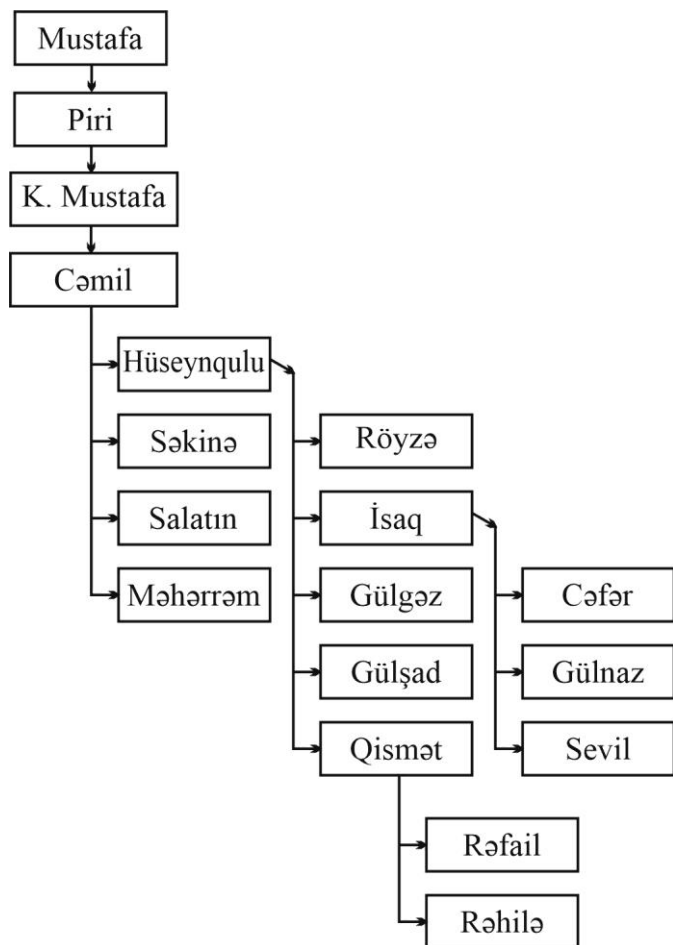 Mustafa
Piri
K. Mustafa
Cəmil
Hüseynqulu
Səkinə
Röyzə
Salatın
İsaq
Məhərrəm
Gülgəz
Cəfər
Gülşad
Gülnaz
Qismət
Sevil
Rəfail
Rəhilə